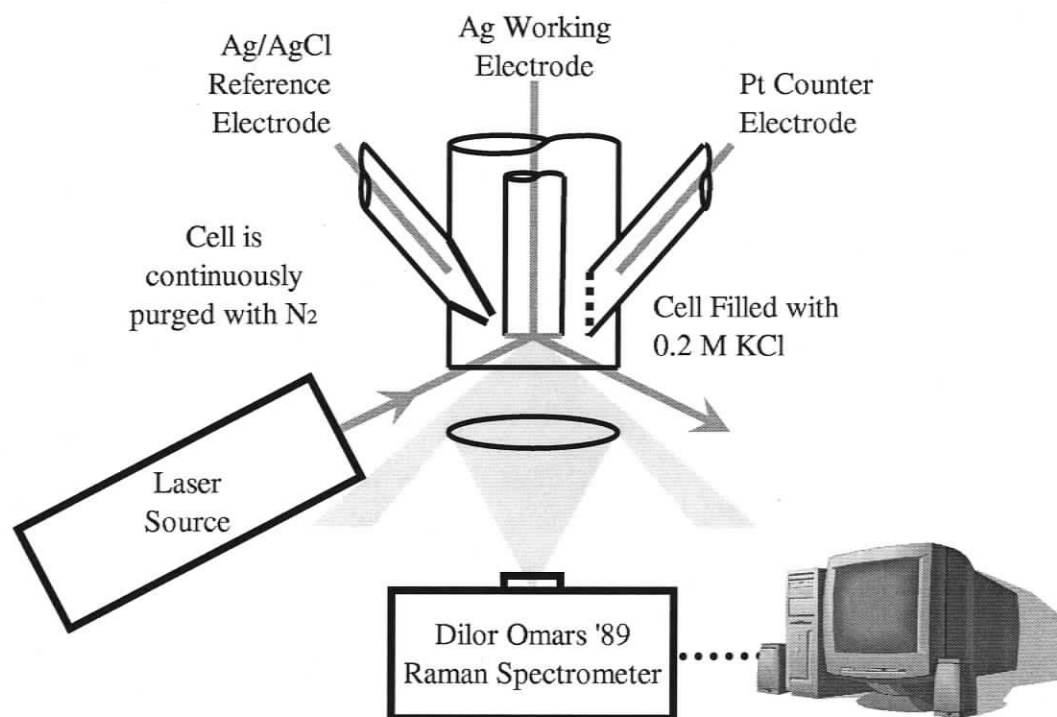 Ag/AgCl
Reference
Electrode
Ag Working
Electrode
Pt Counter
Electrode
Cell is
continuously
purged with N2
Cell Filled with
0.2 M KCl
Laser
Source
Dilor Omars '89
Raman Spectrometer